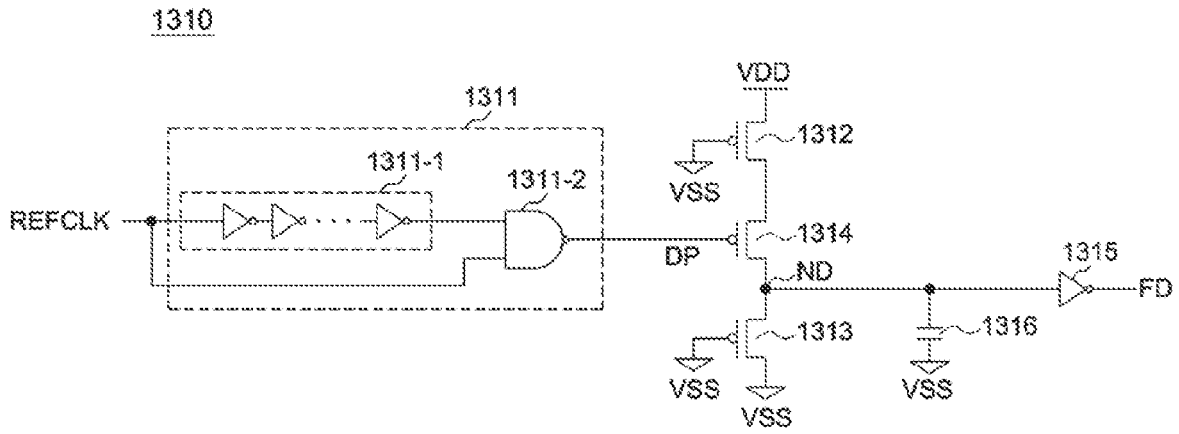 1310
1311
1311-1
1311-2
REFCLK
DP
VDD
1312
VSS
1314
ND
1315
FD
1313
1316
VSS
VSS
VSS